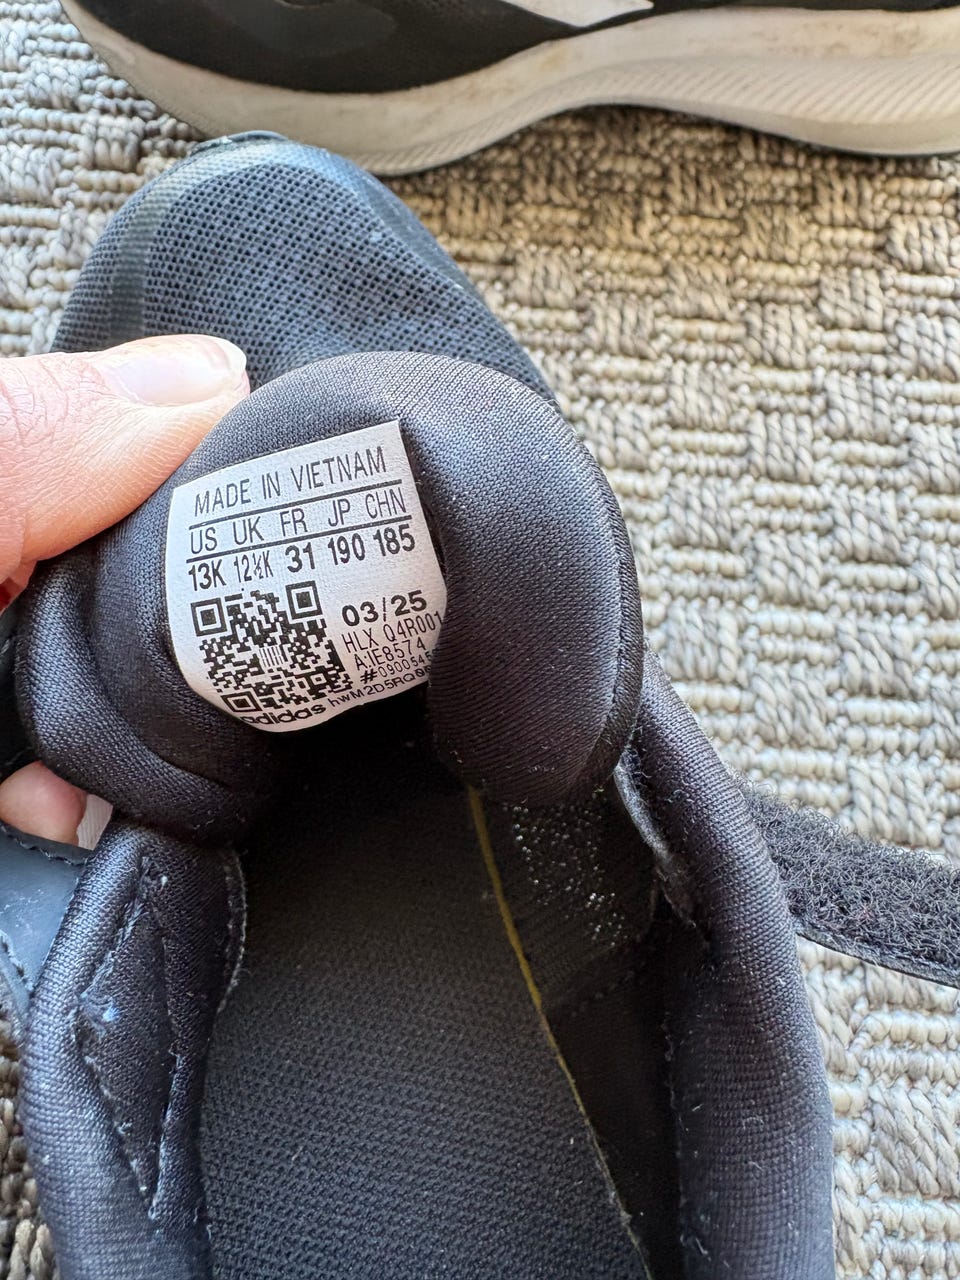 MADE IN VIETNAM
US UK FR JP CHN
13K 12½K 31 190 185
03/25
HLX Q4R001
A:IE8574
adidas